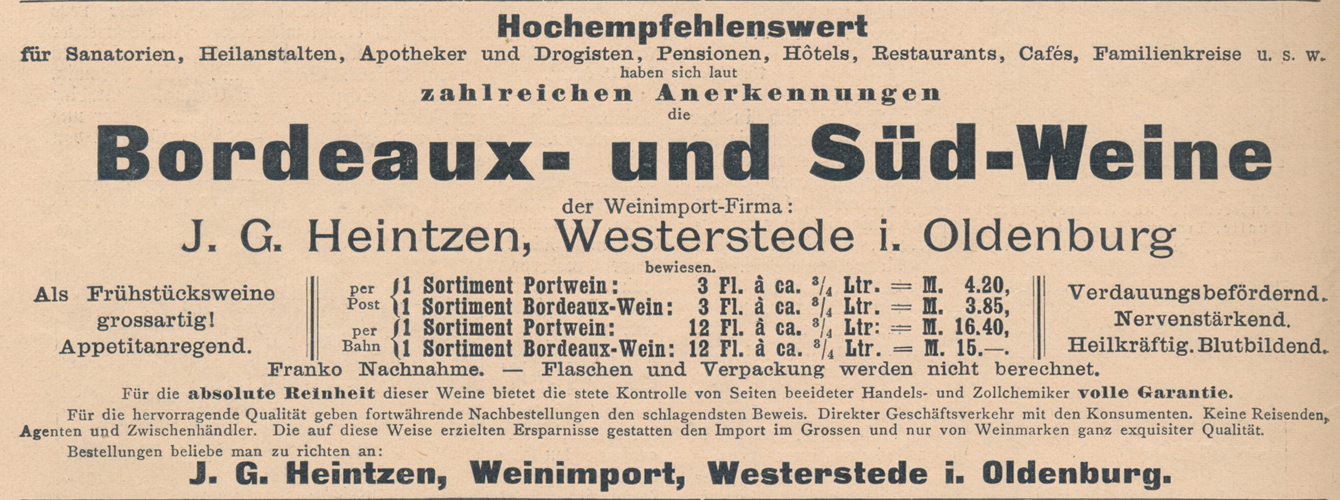 Hochempfehlenswert
für Sanatorien, Heilanstalten, Apotheker und Drogisten, Pensionen, Hôtels, Restaurants, Cafés, Familienkreise u. s. w.
haben sich laut
zahlreichen Anerkennungen
die
Bordeaux- und Süd-Weine
der Weinimport-Firma:
J. G. Heintzen, Westerstede i. Oldenburg
bewiesen.
Als Frühstücksweine
grossartig!
Appetitanregend.
per Post { 1 Sortiment Portwein: 3 Fl. à ca. 3/4 Ltr. = M. 4.20,
1 Sortiment Bordeaux-Wein: 3 Fl. à ca. 3/4 Ltr. = M. 3.85,
per Bahn { 1 Sortiment Portwein: 12 Fl. à ca. 3/4 Ltr: = M. 16.40,
1 Sortiment Bordeaux-Wein: 12 Fl. à ca. 3/4 Ltr. = M. 15.—.
Verdauungsbefördernd.
Nervenstärkend.
Heilkräftig. Blutbildend.
Franko Nachnahme. — Flaschen und Verpackung werden nicht berechnet.
Für die absolute Reinheit dieser Weine bietet die stete Kontrolle von Seiten beeideter Handels- und Zollchemiker volle Garantie.
Für die hervorragende Qualität geben fortwährende Nachbestellungen den schlagendsten Beweis. Direkter Geschäftsverkehr mit den Konsumenten. Keine Reisenden,
Agenten und Zwischenhändler. Die auf diese Weise erzielten Ersparnisse gestatten den Import im Grossen und nur von Weinmarken ganz exquisiter Qualität.
Bestellungen beliebe man zu richten an:
J. G. Heintzen, Weinimport, Westerstede i. Oldenburg.